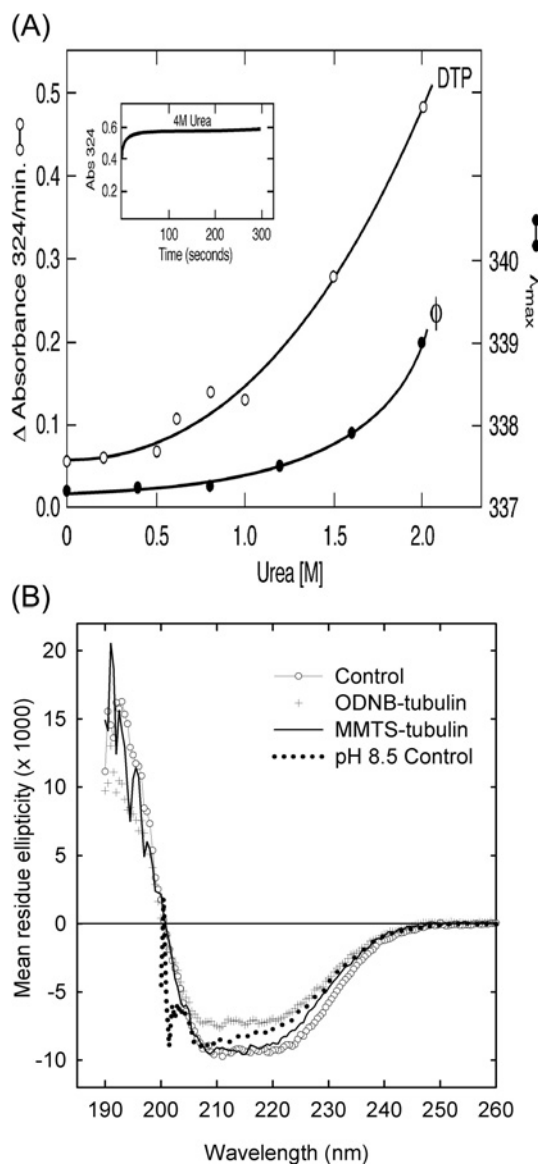 (A)
Δ Absorbance 324/min. o–o
0.5
0.4
0.3
0.2
0.1
0.0
DTP
4M Urea
Abs 324
0.6
0.4
0.2
100 200 300
Time (seconds)
340
339
338
337
λmax
0 0.5 1.0 1.5 2.0
Urea [M]
(B)
Mean residue ellipticity (x 1000)
20
15
10
5
0
-5
-10
Control
ODNB-tubulin
MMTS-tubulin
pH 8.5 Control
190 200 210 220 230 240 250 260
Wavelength (nm)